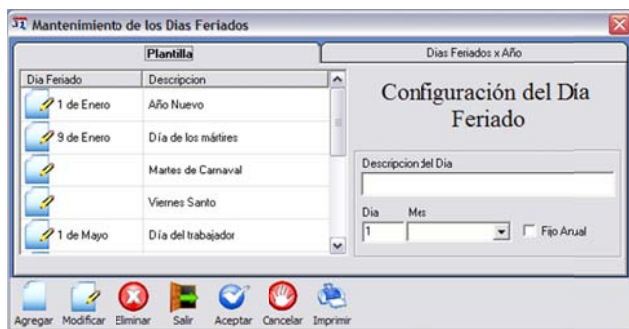 Mantenimiento de los Dias Feriados
Plantilla
Dias Feriados x Año
Dia Feriado Descripcion
1 de Enero Año Nuevo
9 de Enero Día de los mártires
Martes de Carnaval
Viernes Santo
1 de Mayo Día del trabajador
Configuración del Día
Feriado
Descripcion del Dia
Dia Mes
1
Fijo Anual
Agregar Modificar Eliminar Salir Aceptar Cancelar Imprimir